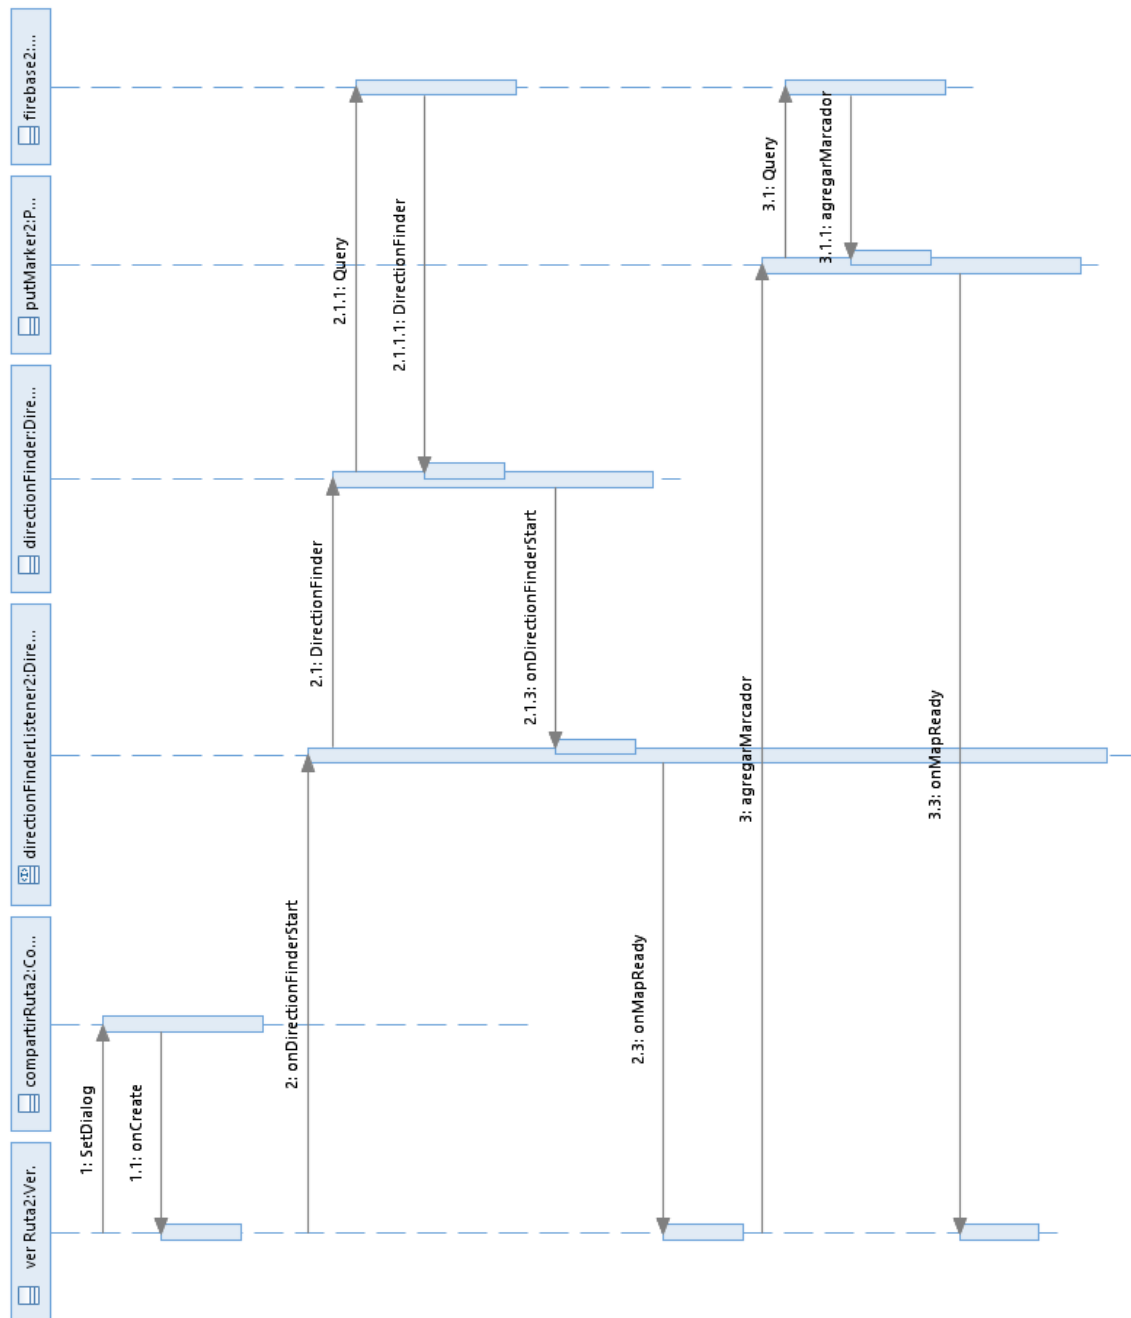 ver Ruta2:Ver.
compartirRuta2:Co...
directionFinderListener2:Dire...
directionFinder:Dire...
putMarker2:P...
firebase2:...
1: SetDialog
1.1: onCreate
2: onDirectionFinderStart
2.1: DirectionFinder
2.1.1: Query
2.1.1.1: DirectionFinder
2.1.3: onDirectionFinderStart
2.3: onMapReady
3: agregarMarcador
3.1: Query
3.1.1: agregarMarcador
3.3: onMapReady